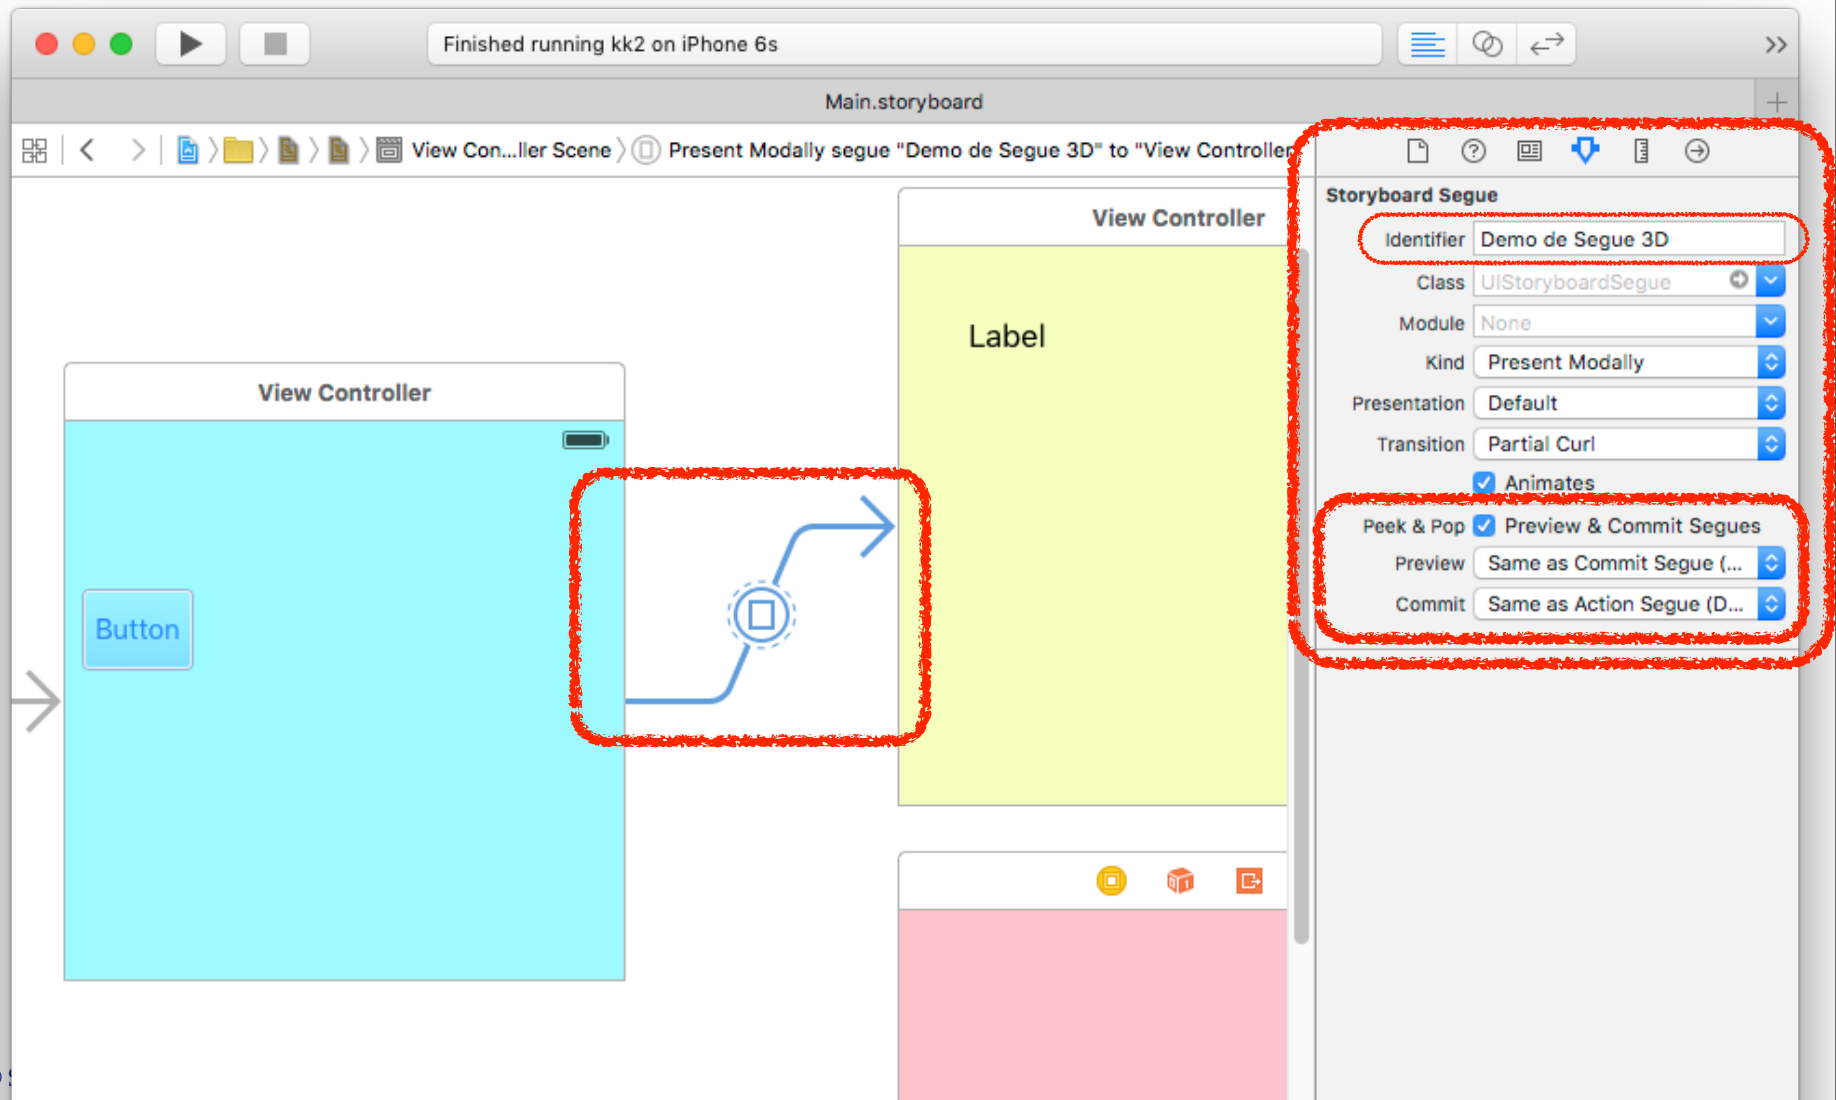 Finished running kk2 on iPhone 6s
Main.storyboard
View Con...ller Scene
Present Modally segue "Demo de Segue 3D" to "View Controller
View Controller
Label
View Controller
Button
Storyboard Segue
Identifier Demo de Segue 3D
Class UIStoryboardSegue
Module None
Kind Present Modally
Presentation Default
Transition Partial Curl
Animates
Peek & Pop Preview & Commit Segues
Preview Same as Commit Segue (...
Commit Same as Action Segue (D...